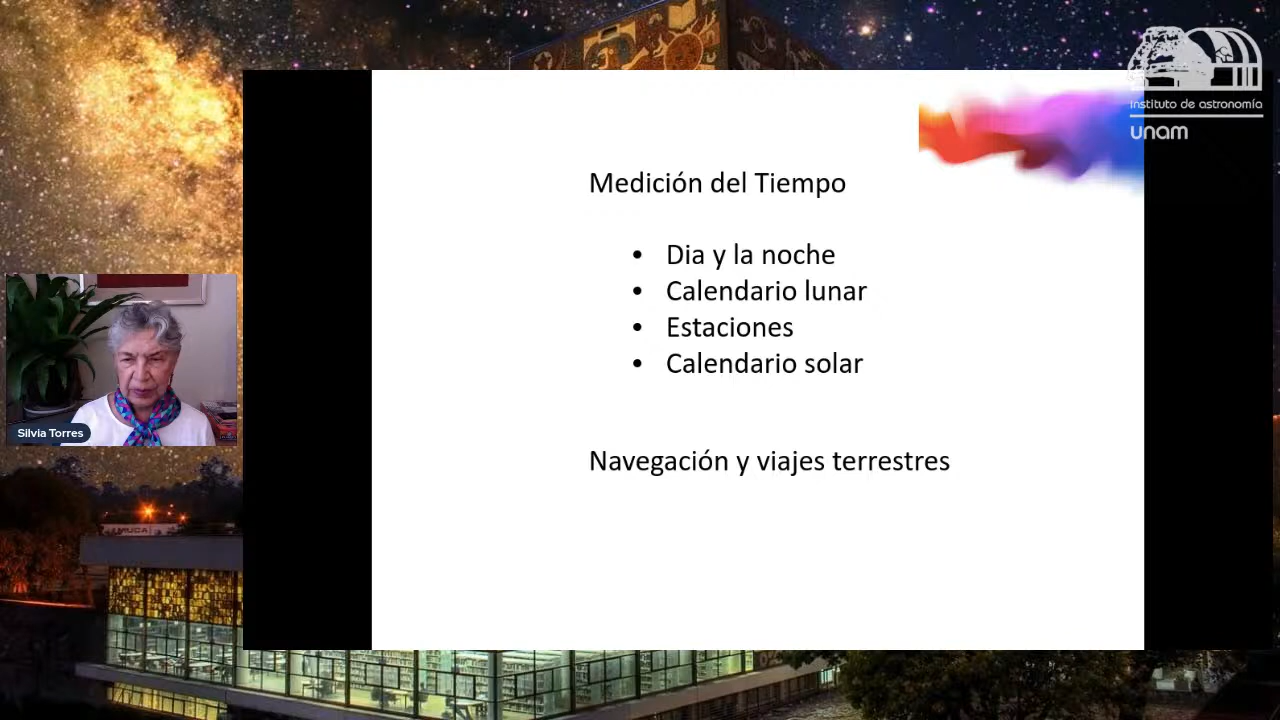 instituto de astronomía
unam
Medición del Tiempo
• Dia y la noche
• Calendario lunar
• Estaciones
• Calendario solar
Navegación y viajes terrestres
Silvia Torres
MUCA